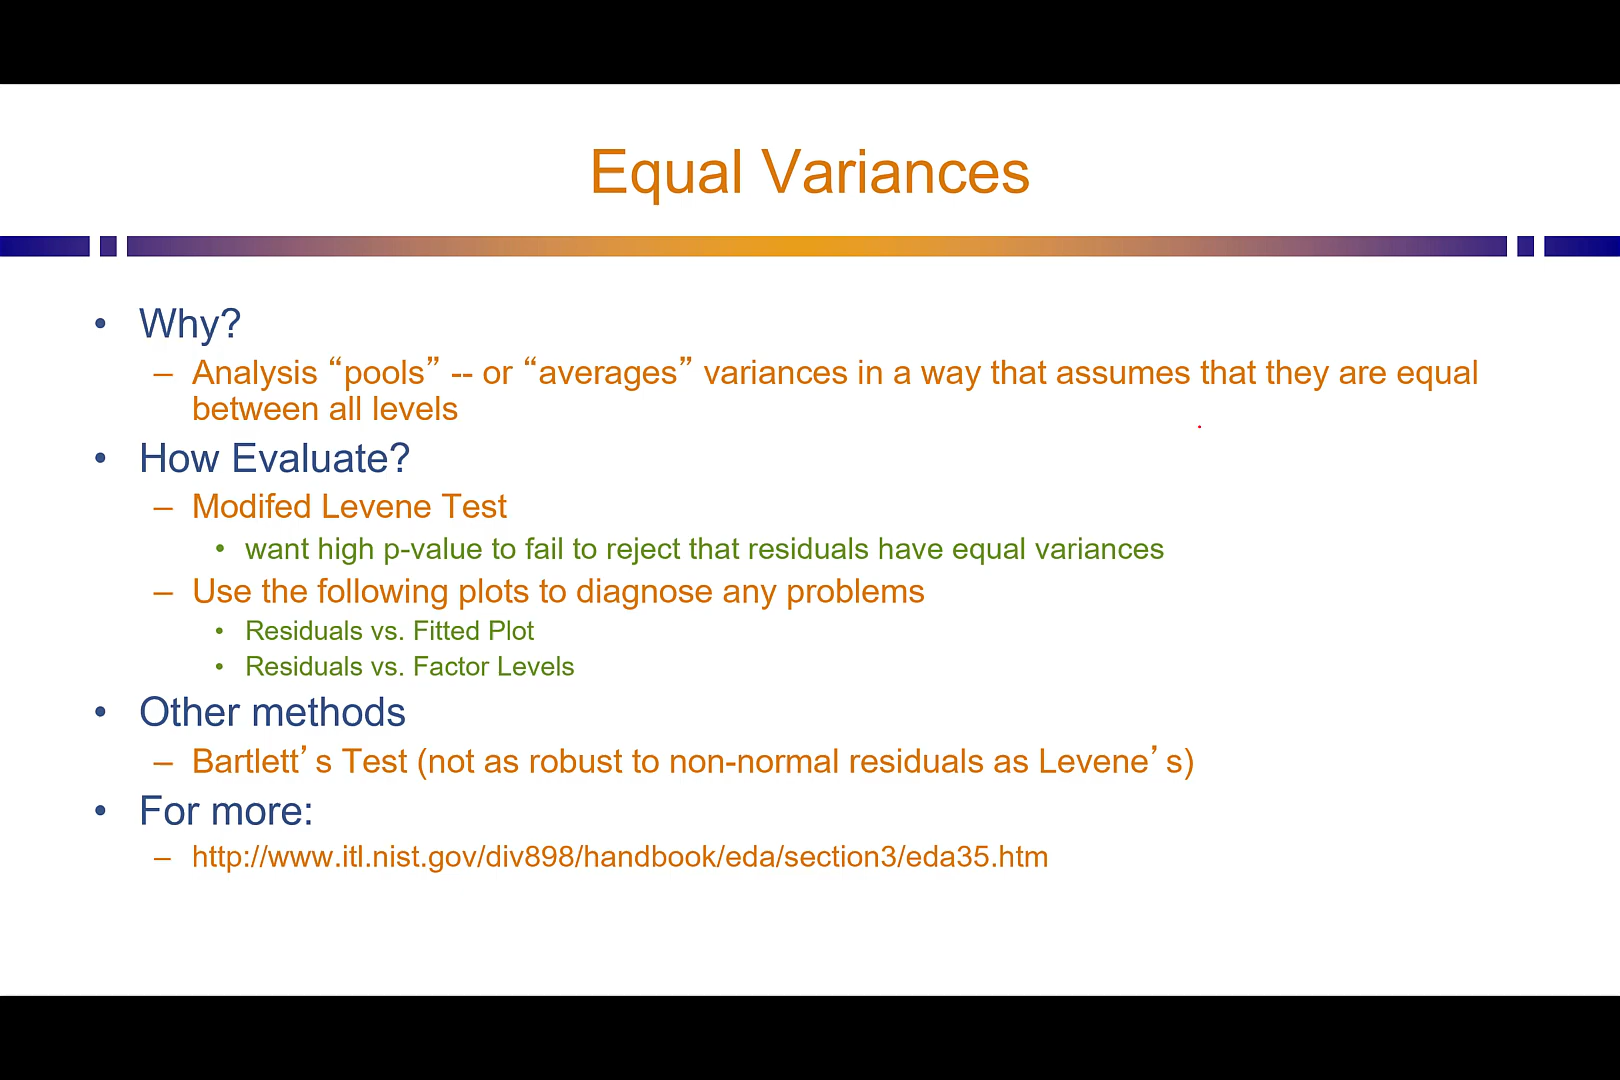 Equal Variances
• Why?
– Analysis “pools” -- or “averages” variances in a way that assumes that they are equal
between all levels
• How Evaluate?
– Modifed Levene Test
• want high p-value to fail to reject that residuals have equal variances
– Use the following plots to diagnose any problems
• Residuals vs. Fitted Plot
• Residuals vs. Factor Levels
• Other methods
– Bartlett’s Test (not as robust to non-normal residuals as Levene’s)
• For more:
– http://www.itl.nist.gov/div898/handbook/eda/section3/eda35.htm